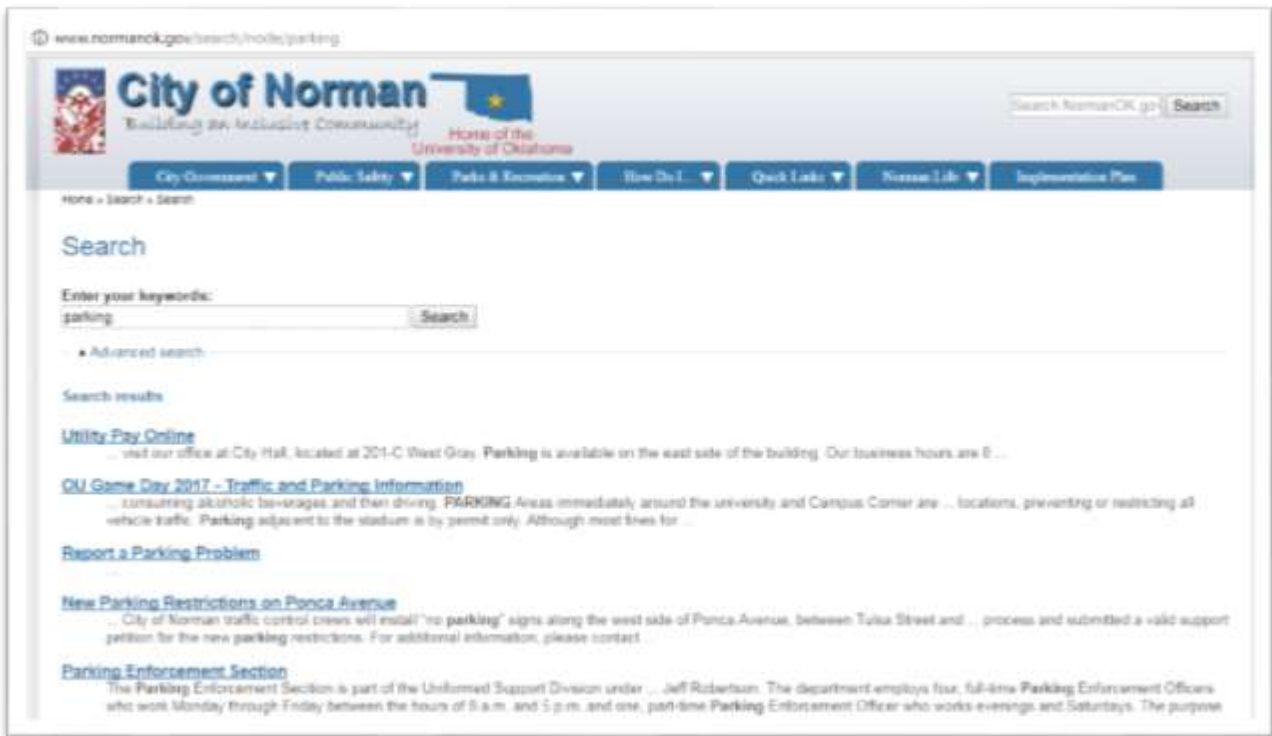 www.normanok.gov/search/node/parking
City of Norman
Building an Inclusive Community
Home of the
University of Oklahoma
Search NormanOK.gov Search
City Government Public Safety Parks & Recreation How Do I... Quick Links Norman Life Implementation Plan
Home » Search » Search
Search
Enter your keywords:
parking Search
Advanced search
Search results
Utility Pay Online
... visit our office at City Hall, located at 201-C West Gray. Parking is available on the east side of the building. Our business hours are 8 ...
OU Game Day 2017 - Traffic and Parking Information
... consuming alcoholic beverages and then driving. PARKING Areas immediately around the university and Campus Corner are ... locations, preventing or restricting all
vehicle traffic. Parking adjacent to the stadium is by permit only. Although most fines for ...
Report a Parking Problem
...
New Parking Restrictions on Ponca Avenue
... City of Norman traffic control crews will install "no parking" signs along the west side of Ponca Avenue, between Tulsa Street and ... process and submitted a valid support
petition for the new parking restrictions. For additional information, please contact ...
Parking Enforcement Section
The Parking Enforcement Section is part of the Uniformed Support Division under ... Jeff Robertson. The department employs four, full-time Parking Enforcement Officers
who work Monday through Friday between the hours of 8 a.m. and 5 p.m. and one, part-time Parking Enforcement Officer who works evenings and Saturdays. The purpose